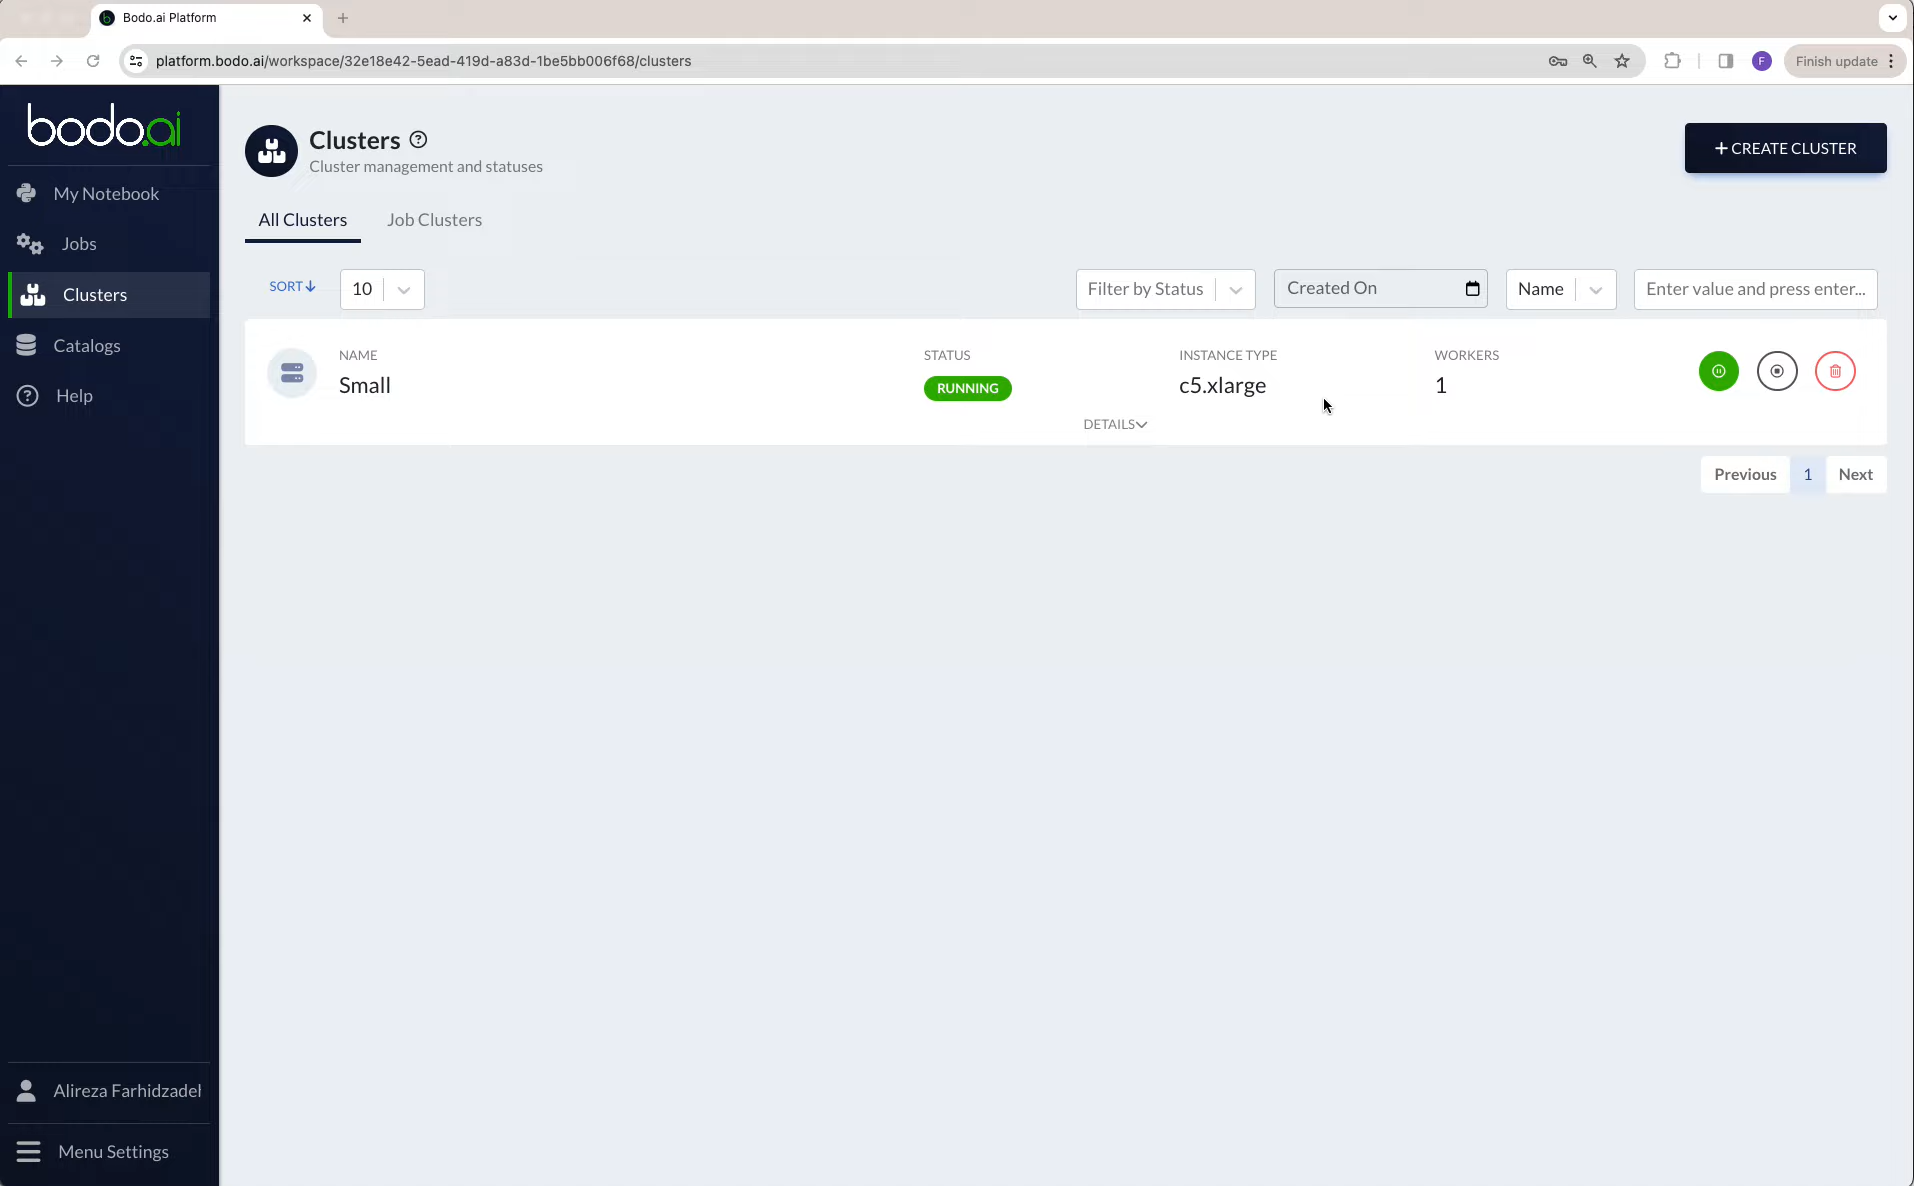 Bodo.ai Platform
platform.bodo.ai/workspace/32e18e42-5ead-419d-a83d-1be5bb006f68/clusters
F
Finish update
bodo.ai
My Notebook
Jobs
Clusters
Catalogs
Help
Alireza Farhidzadeh
Menu Settings
Clusters
Cluster management and statuses
+ CREATE CLUSTER
All Clusters
Job Clusters
SORT
10
Filter by Status
Created On
Name
Enter value and press enter...
NAME
Small
STATUS
RUNNING
INSTANCE TYPE
c5.xlarge
WORKERS
1
DETAILS
Previous
1
Next